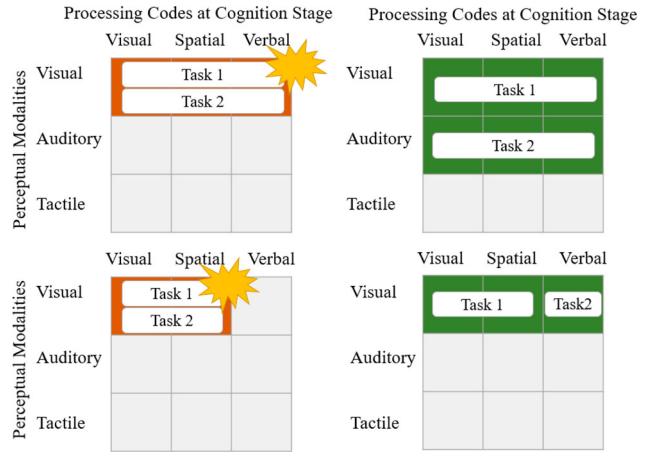 Processing Codes at Cognition Stage
Visual Spatial Verbal
Perceptual Modalities
Visual
Task 1
Task 2
Auditory
Tactile
Processing Codes at Cognition Stage
Visual Spatial Verbal
Visual
Task 1
Auditory
Task 2
Tactile
Visual Spatial Verbal
Perceptual Modalities
Visual
Task 1
Task 2
Auditory
Tactile
Visual Spatial Verbal
Visual
Task 1 Task2
Auditory
Tactile